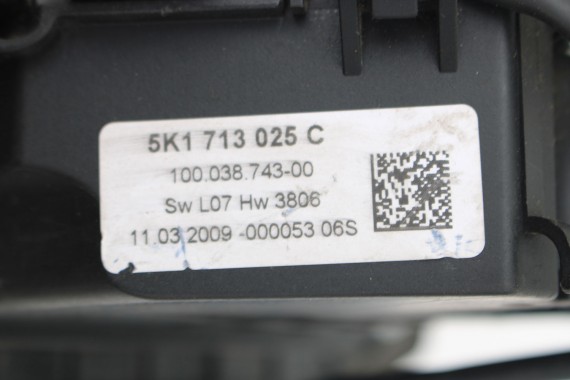 5K1 713 025 C
100.038.743-00
Sw L07 Hw 3806
11.03.2009 -000053 06S